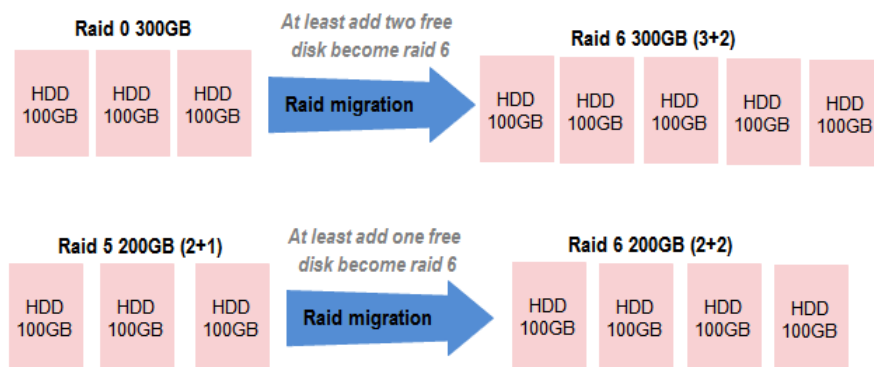 Raid 0 300GB
At least add two free
disk become raid 6
Raid 6 300GB (3+2)
HDD
100GB
HDD
100GB
HDD
100GB
Raid migration
HDD
100GB
HDD
100GB
HDD
100GB
HDD
100GB
HDD
100GB
Raid 5 200GB (2+1)
At least add one free
disk become raid 6
Raid 6 200GB (2+2)
HDD
100GB
HDD
100GB
HDD
100GB
Raid migration
HDD
100GB
HDD
100GB
HDD
100GB
HDD
100GB